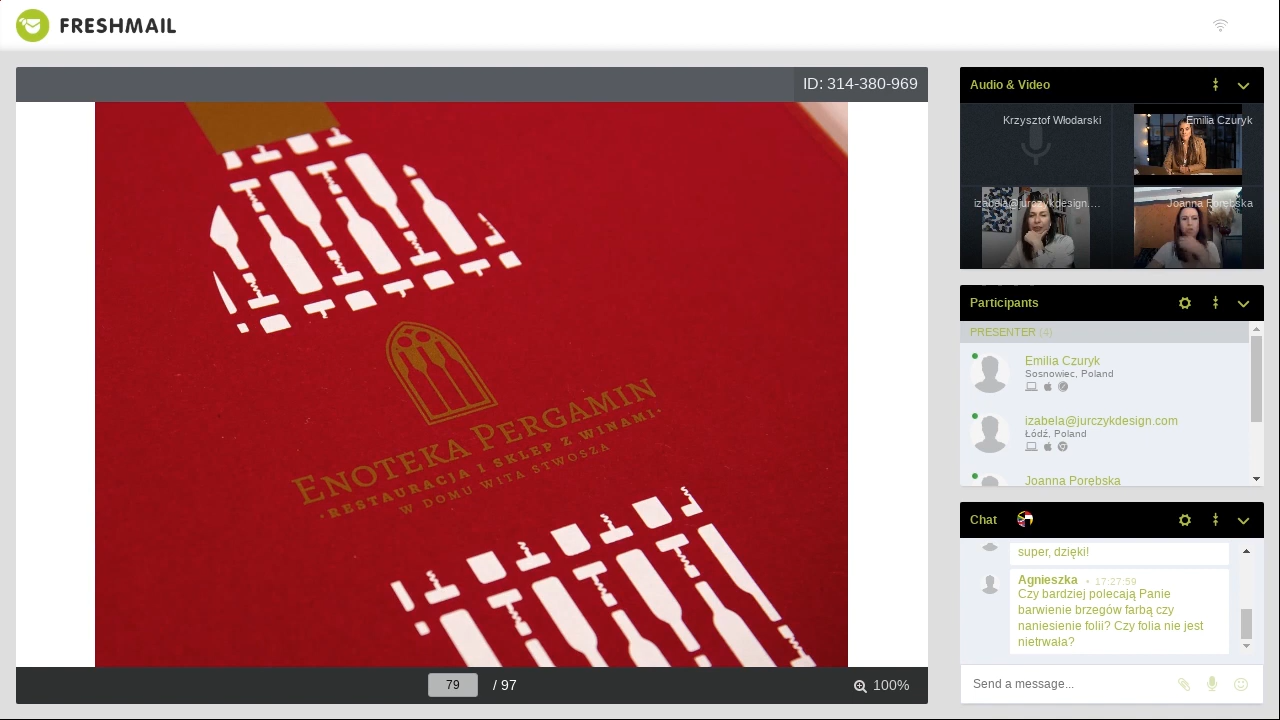 FRESHMAIL
ID: 314-380-969
Audio & Video
Krzysztof Włodarski
Emilia Czuryk
izabela@jurczykdesign.…
Joanna Porębska
ENOTEKA PERGAMIN
•RESTAURACJA I SKLEP Z WINAMI•
W DOMU WITA STWOSZA
Participants
PRESENTER (4)
Emilia Czuryk
Sosnowiec, Poland
izabela@jurczykdesign.com
Łódź, Poland
Joanna Porębska
Chat
super, dzięki!
Agnieszka • 17:27:59
Czy bardziej polecają Panie
barwienie brzegów farbą czy
naniesienie folii? Czy folia nie jest
nietrwała?
Send a message...
79 / 97
100%